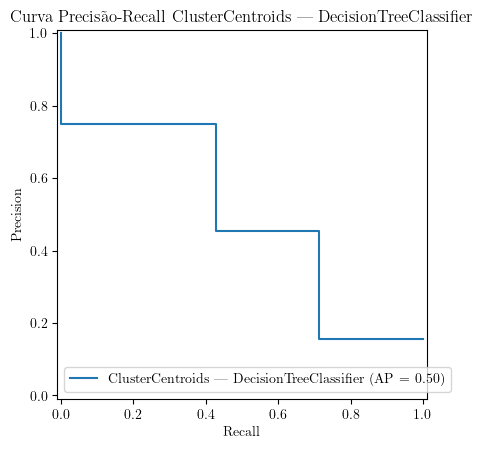 Curva Precisão-Recall ClusterCentroids — DecisionTreeClassifier
1.0
0.8
0.6
0.4
0.2
0.0
Precision
ClusterCentroids — DecisionTreeClassifier (AP = 0.50)
0.0 0.2 0.4 0.6 0.8 1.0
Recall